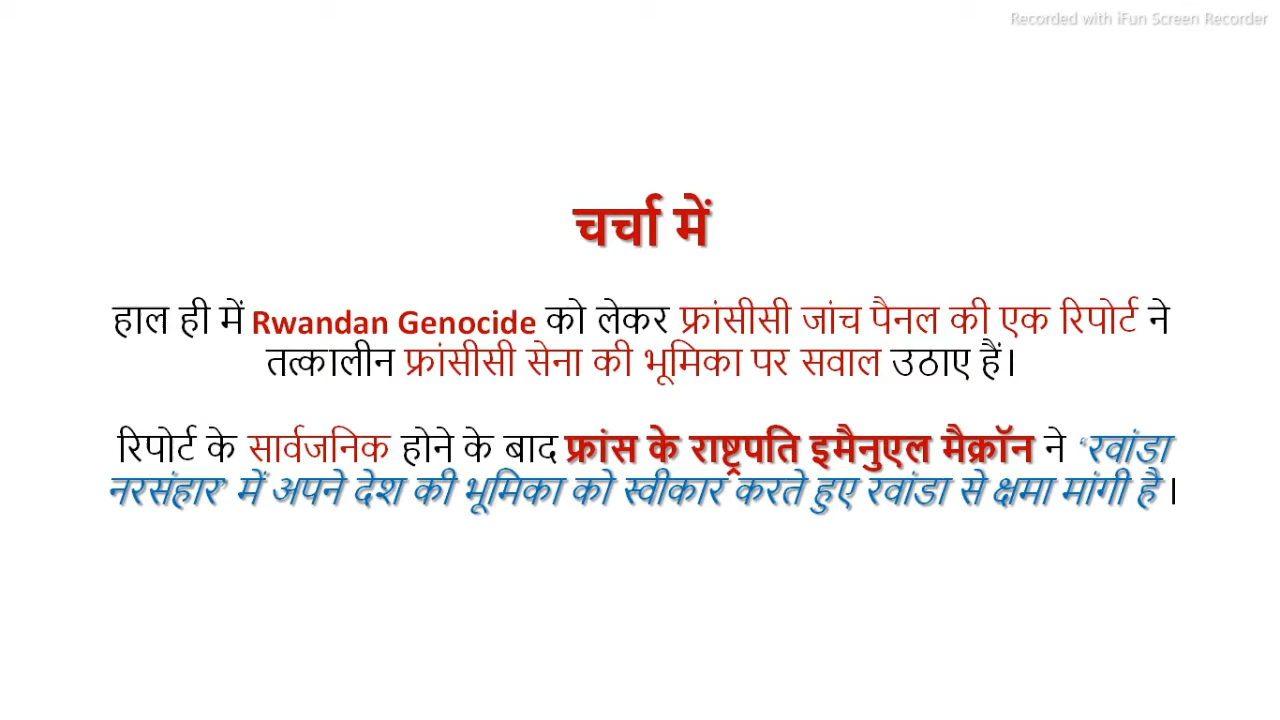 Recorded with iFun Screen Recorder
चर्चा में
हाल ही में Rwandan Genocide को लेकर फ्रांसीसी जांच पैनल की एक रिपोर्ट ने
तत्कालीन फ्रांसीसी सेना की भूमिका पर सवाल उठाए हैं।
रिपोर्ट के सार्वजनिक होने के बाद फ्रांस के राष्ट्रपति इमैनुएल मैक्रॉन ने ‘रवांडा
नरसंहार’ में अपने देश की भूमिका को स्वीकार करते हुए रवांडा से क्षमा मांगी है ।